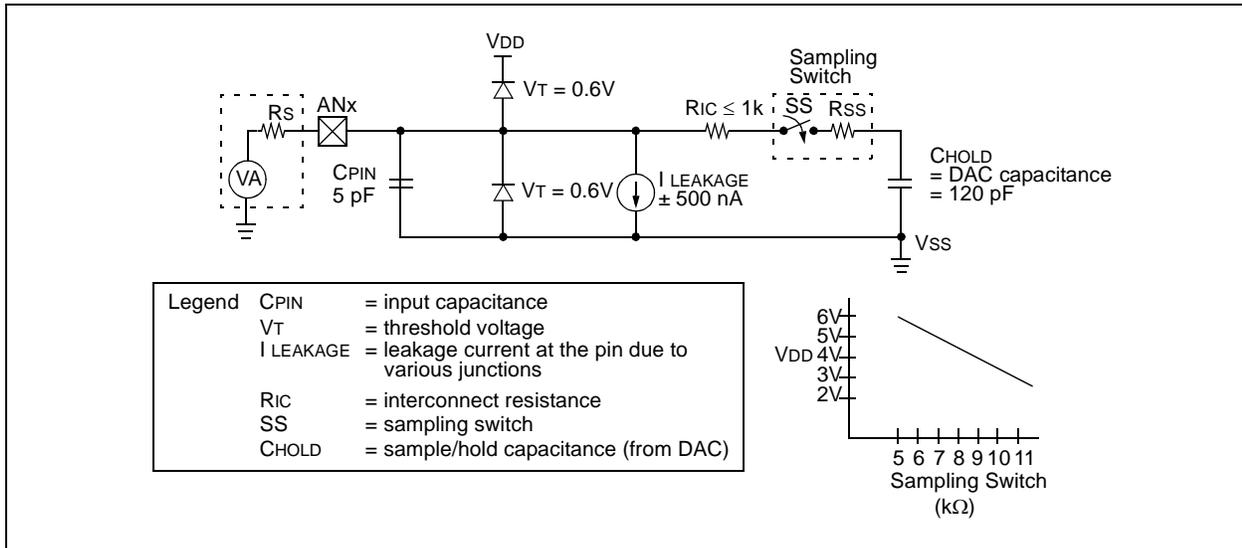 VDD
VT = 0.6V
Sampling
Switch
RS
ANx
RIC ≤ 1k
SS
RSS
VA
CPIN
5 pF
VT = 0.6V
I LEAKAGE
± 500 nA
CHOLD
= DAC capacitance
= 120 pF
VSS
Legend
CPIN = input capacitance
VT = threshold voltage
I LEAKAGE = leakage current at the pin due to
various junctions
RIC = interconnect resistance
SS = sampling switch
CHOLD = sample/hold capacitance (from DAC)
6V
5V
VDD 4V
3V
2V
5 6 7 8 9 10 11
Sampling Switch
(kΩ)